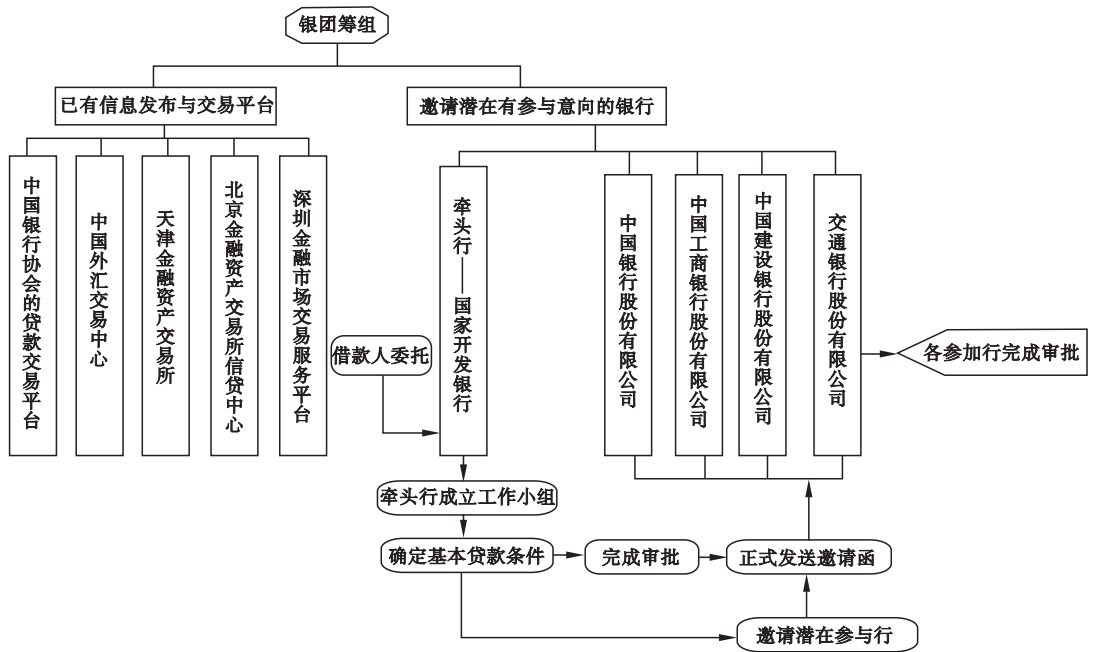 银团筹组
已有信息发布与交易平台
邀请潜在有参与意向的银行
中国银行协会的贷款交易平台
中国外汇交易中心
天津金融资产交易所
北京金融资产交易所信贷中心
深圳金融市场交易服务平台
牵头行——国家开发银行
中国银行股份有限公司
中国工商银行股份有限公司
中国建设银行股份有限公司
交通银行股份有限公司
借款人委托
各参加行完成审批
牵头行成立工作小组
确定基本贷款条件
完成审批
正式发送邀请函
邀请潜在参与行